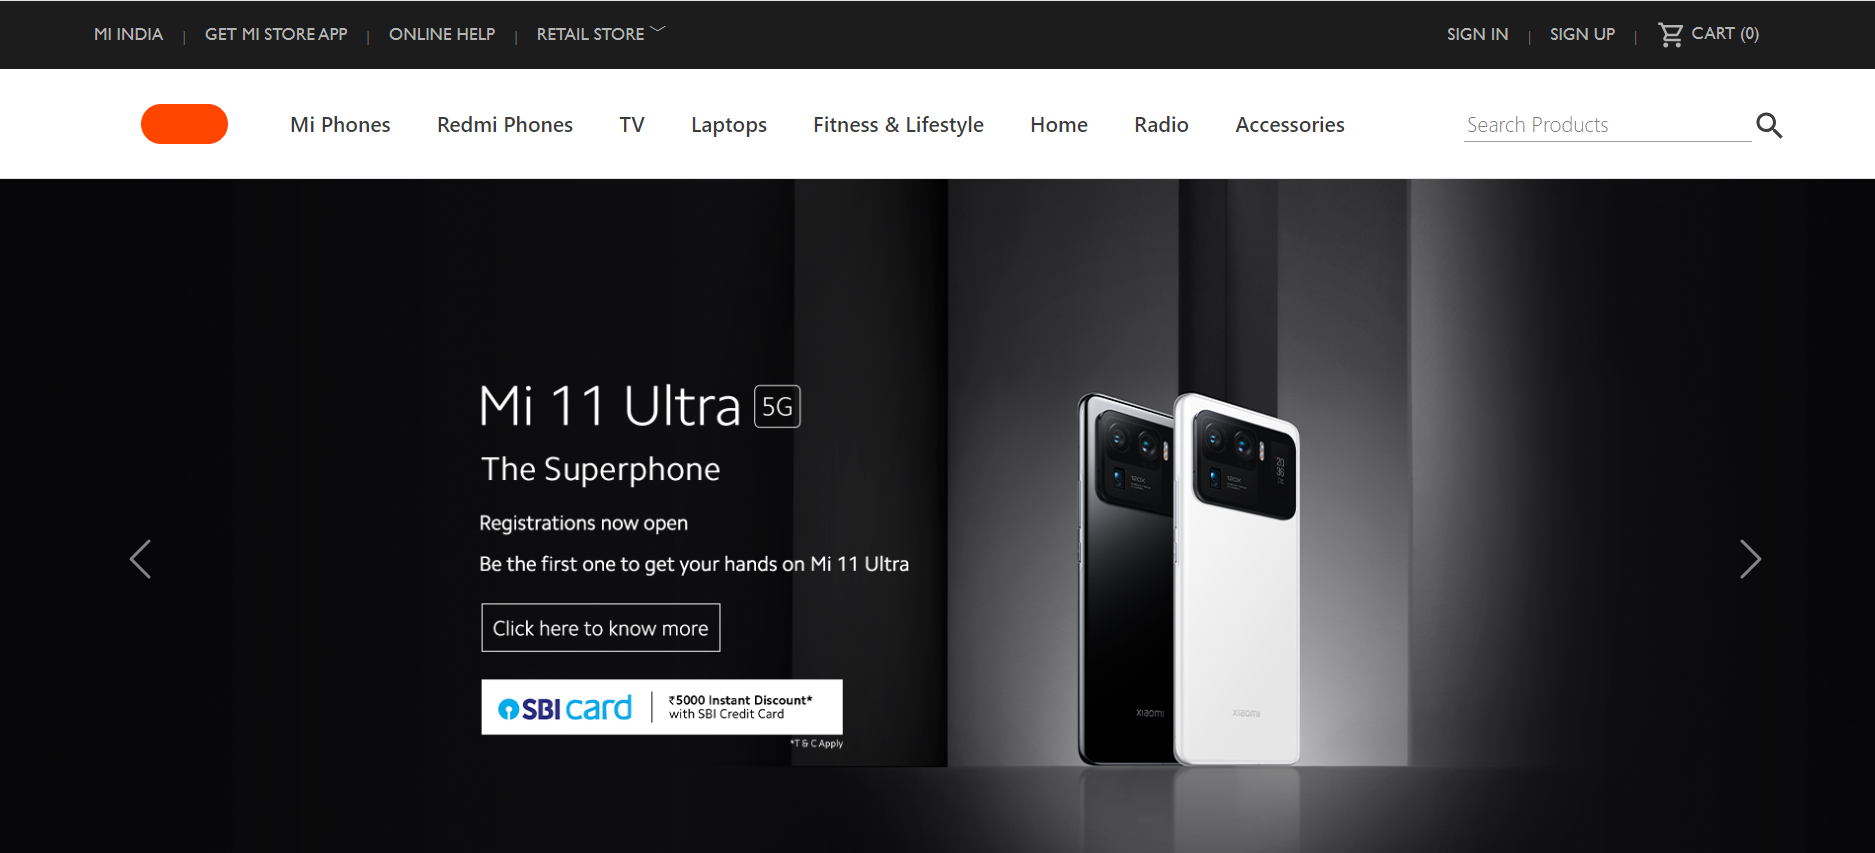 MI INDIA | GET MI STORE APP | ONLINE HELP | RETAIL STORE SIGN IN | SIGN UP | CART (0)
Mi Phones Redmi Phones TV Laptops Fitness & Lifestyle Home Radio Accessories Search Products
Mi 11 Ultra 5G
The Superphone
Registrations now open
Be the first one to get your hands on Mi 11 Ultra
Click here to know more
SBI card
₹5000 Instant Discount*
with SBI Credit Card
*T & C Apply
120X
120X
XIAOMI
XIAOMI